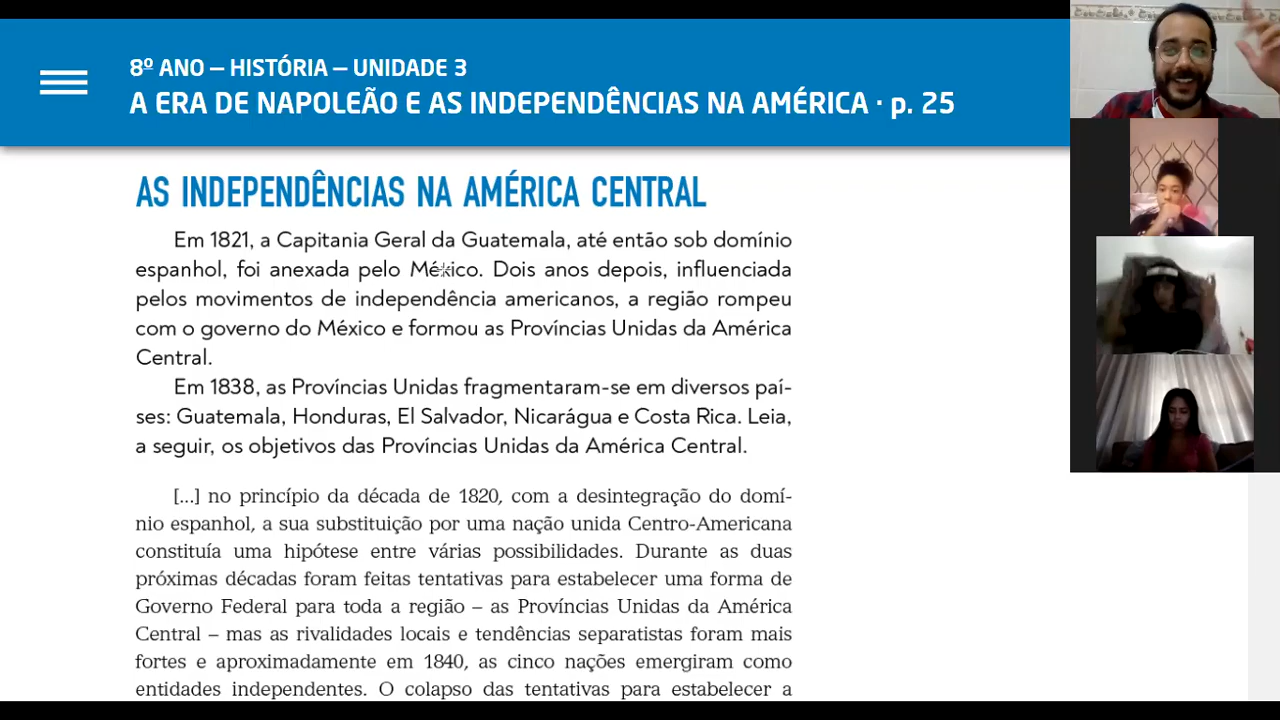 8º ANO – HISTÓRIA – UNIDADE 3
A ERA DE NAPOLEÃO E AS INDEPENDÊNCIAS NA AMÉRICA · p. 25
AS INDEPENDÊNCIAS NA AMÉRICA CENTRAL
Em 1821, a Capitania Geral da Guatemala, até então sob domínio
espanhol, foi anexada pelo México. Dois anos depois, influenciada
pelos movimentos de independência americanos, a região rompeu
com o governo do México e formou as Províncias Unidas da América
Central.
Em 1838, as Províncias Unidas fragmentaram-se em diversos paí-
ses: Guatemala, Honduras, El Salvador, Nicarágua e Costa Rica. Leia,
a seguir, os objetivos das Províncias Unidas da América Central.
[...] no princípio da década de 1820, com a desintegração do domí-
nio espanhol, a sua substituição por uma nação unida Centro-Americana
constituía uma hipótese entre várias possibilidades. Durante as duas
próximas décadas foram feitas tentativas para estabelecer uma forma de
Governo Federal para toda a região – as Províncias Unidas da América
Central – mas as rivalidades locais e tendências separatistas foram mais
fortes e aproximadamente em 1840, as cinco nações emergiram como
entidades independentes. O colapso das tentativas para estabelecer a